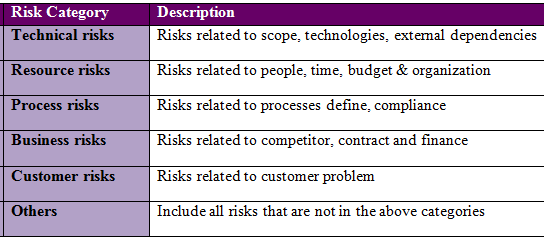 Risk Category Description
Technical risks Risks related to scope, technologies, external dependencies
Resource risks Risks related to people, time, budget & organization
Process risks Risks related to processes define, compliance
Business risks Risks related to competitor, contract and finance
Customer risks Risks related to customer problem
Others Include all risks that are not in the above categories